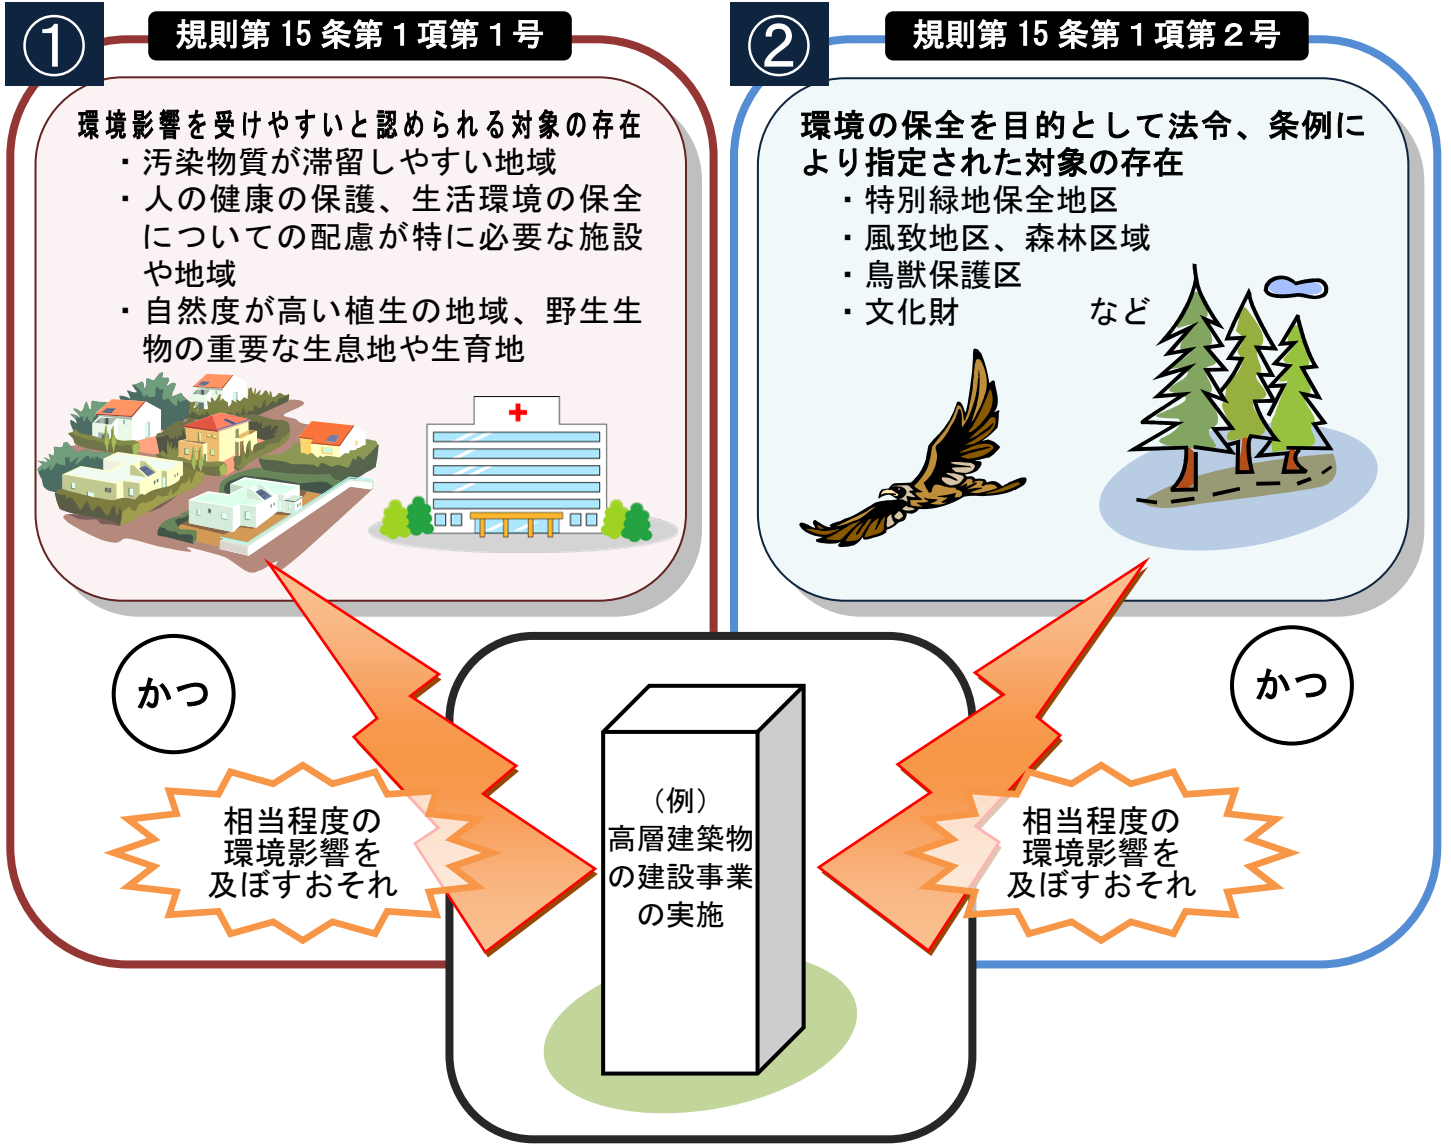 ①
規則第 15 条第１項第１号
環境影響を受けやすいと認められる対象の存在
・汚染物質が滞留しやすい地域
・人の健康の保護、生活環境の保全
についての配慮が特に必要な施設
や地域
・自然度が高い植生の地域、野生生
物の重要な生息地や生育地
かつ
相当程度の
環境影響を
及ぼすおそれ
②
規則第 15 条第１項第２号
環境の保全を目的として法令、条例に
より指定された対象の存在
・特別緑地保全地区
・風致地区、森林区域
・鳥獣保護区
・文化財　　　　など
かつ
相当程度の
環境影響を
及ぼすおそれ
（例）
高層建築物
の建設事業
の実施